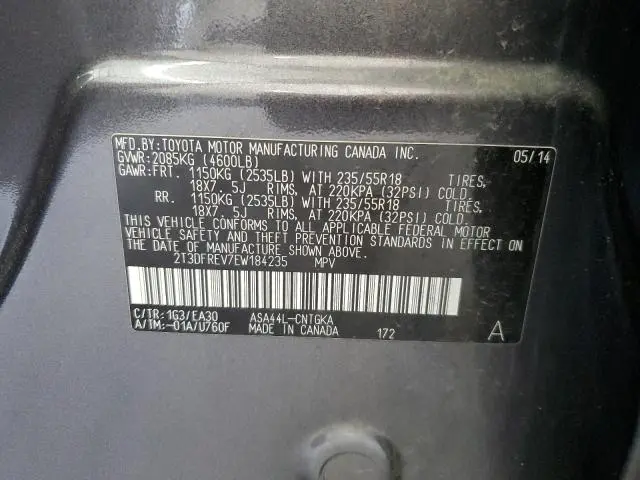 MFD.BY:TOYOTA MOTOR MANUFACTURING CANADA INC. 05/14
GVWR:2085KG (4600LB)
GAWR:FRT. 1150KG (2535LB) WITH 235/55R18 TIRES.
18X7. 5J RIMS, AT 220KPA (32PSI) COLD
RR. 1150KG (2535LB) WITH 235/55R18 TIRES.
18X7. 5J RIMS, AT 220KPA (32PSI) COLD.
THIS VEHICLE CONFORMS TO ALL APPLICABLE FEDERAL MOTOR
VEHICLE SAFETY AND THEFT PREVENTION STANDARDS IN EFFECT ON
THE DATE OF MANUFACTURE SHOWN ABOVE.
2T3DFREV7EW184235 MPV
C/TR:1G3/EA30 ASA44L-CNTGKA
A/TM:-01A/U760F MADE IN CANADA 172 A